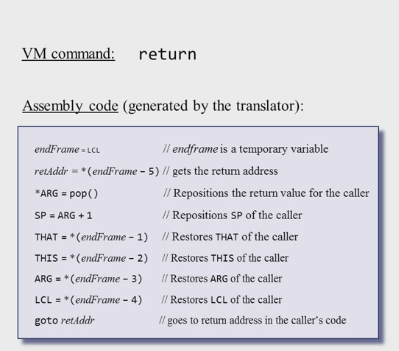 VM command: return
Assembly code (generated by the translator):
endFrame = LCL // endframe is a temporary variable
retAddr = *(endFrame – 5) // gets the return address
*ARG = pop() // Repositions the return value for the caller
SP = ARG + 1 // Repositions SP of the caller
THAT = *(endFrame – 1) // Restores THAT of the caller
THIS = *(endFrame – 2) // Restores THIS of the caller
ARG = *(endFrame – 3) // Restores ARG of the caller
LCL = *(endFrame – 4) // Restores LCL of the caller
goto retAddr // goes to return address in the caller's code